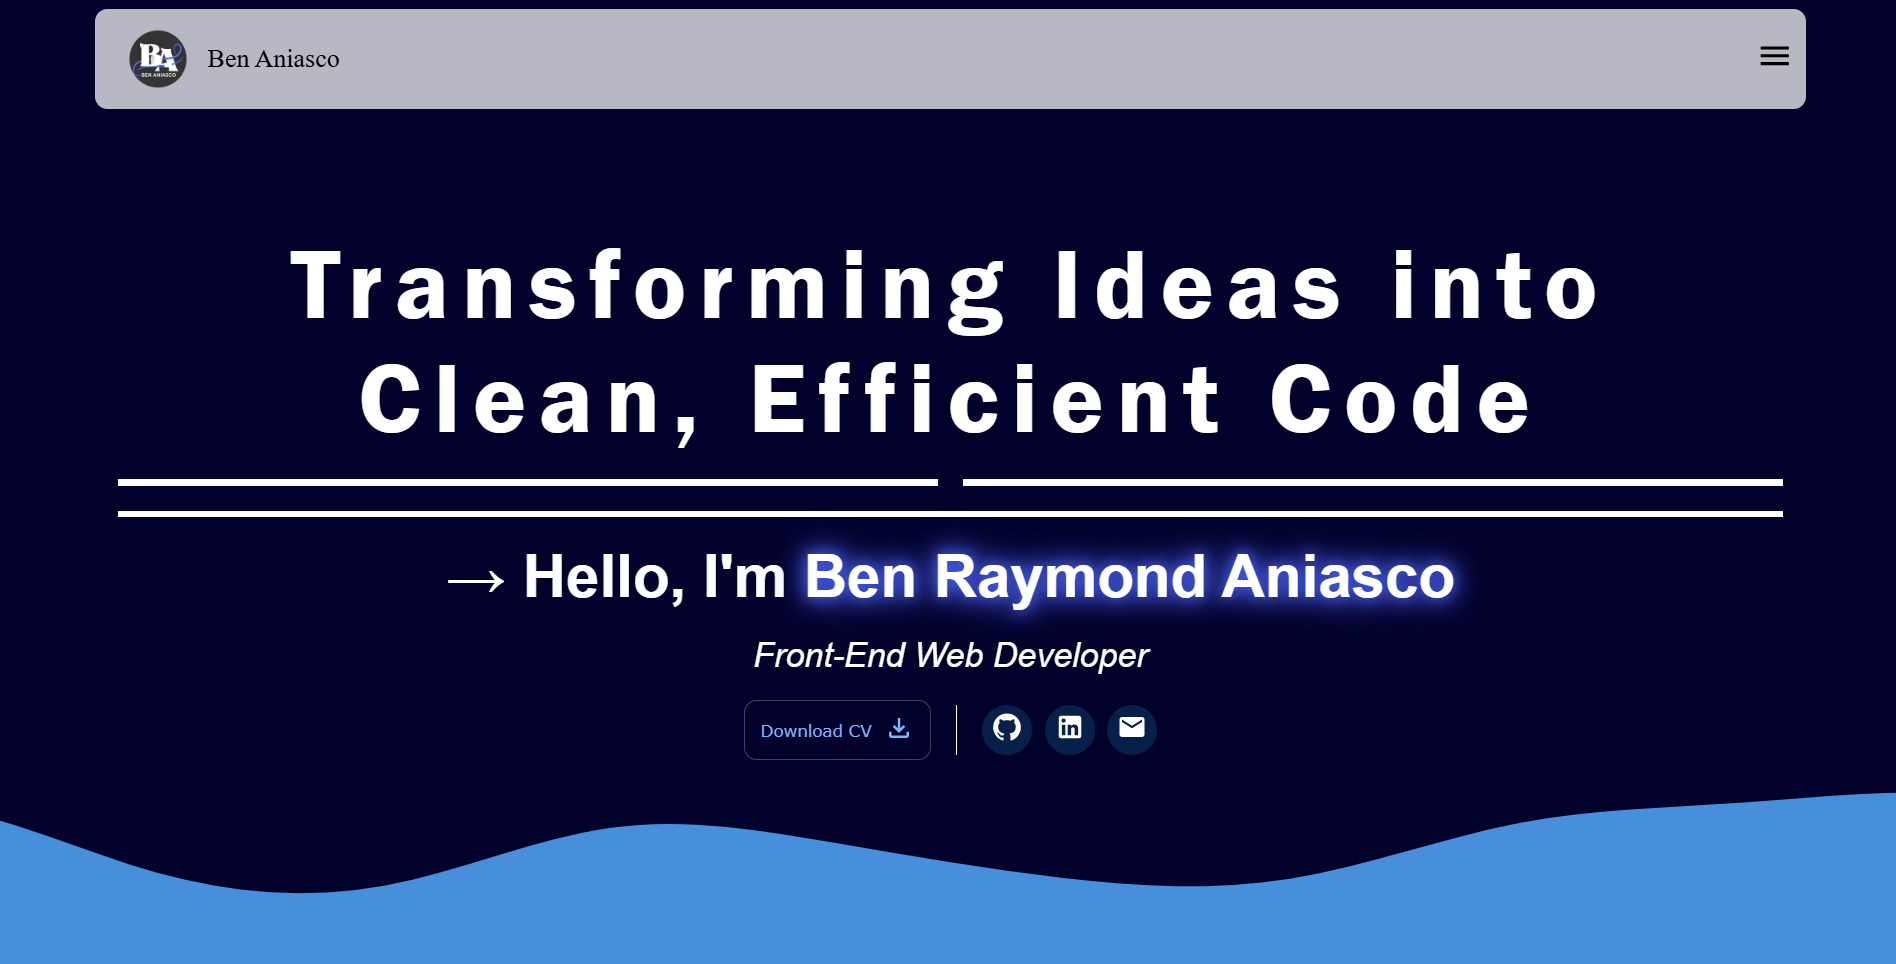 BA
BEN ANIASCO
Ben Aniasco
Transforming Ideas into
Clean, Efficient Code
→ Hello, I'm Ben Raymond Aniasco
Front-End Web Developer
Download CV
in